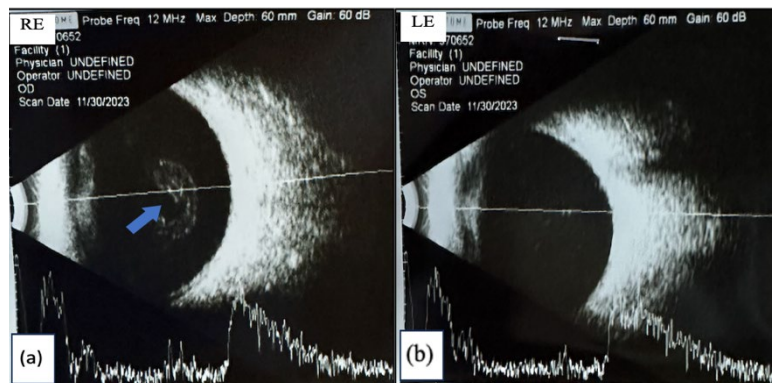 RE
Probe Freq 12 MHz Max Depth: 60 mm Gain: 60 dB
0652
Facility (1)
Physician UNDEFINED
Operator UNDEFINED
OD
Scan Date 11/30/2023
(a)
LE
Probe Freq 12 MHz Max Depth: 60 mm Gain: 60 dB
970652
Facility (1)
Physician UNDEFINED
Operator UNDEFINED
OS
Scan Date 11/30/2023
(b)